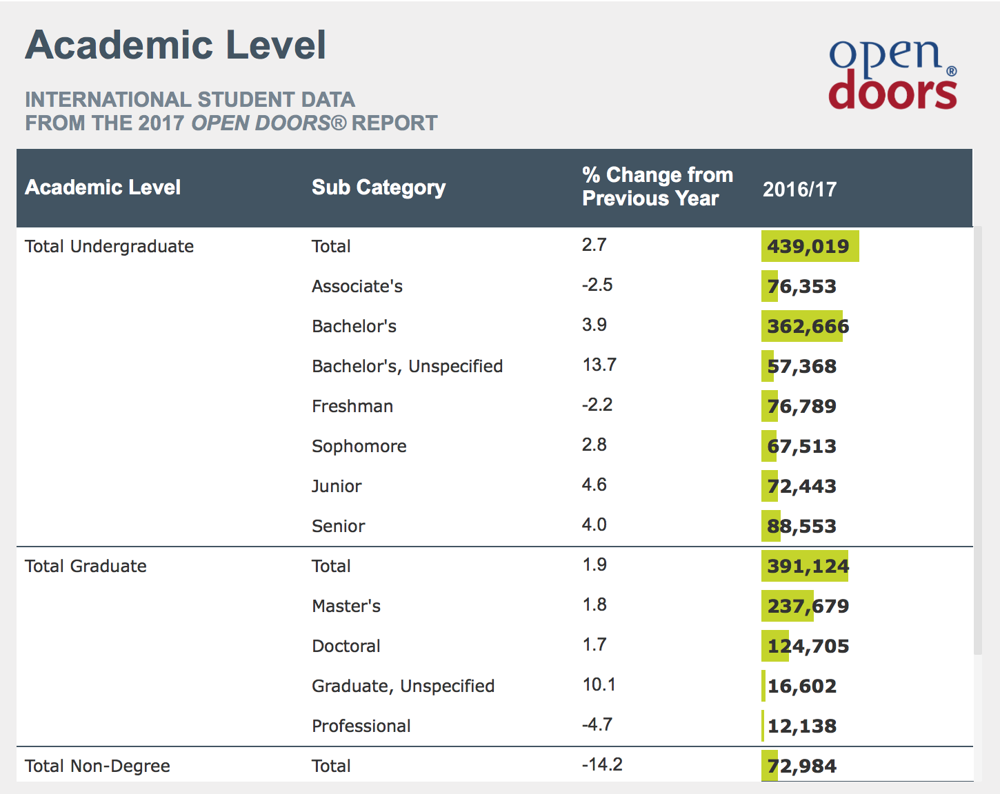 Academic Level
INTERNATIONAL STUDENT DATA
FROM THE 2017 OPEN DOORS® REPORT
open
doors®
Academic Level Sub Category % Change from Previous Year 2016/17
Total Undergraduate Total 2.7 439,019
Associate's -2.5 76,353
Bachelor's 3.9 362,666
Bachelor's, Unspecified 13.7 57,368
Freshman -2.2 76,789
Sophomore 2.8 67,513
Junior 4.6 72,443
Senior 4.0 88,553
Total Graduate Total 1.9 391,124
Master's 1.8 237,679
Doctoral 1.7 124,705
Graduate, Unspecified 10.1 16,602
Professional -4.7 12,138
Total Non-Degree Total -14.2 72,984